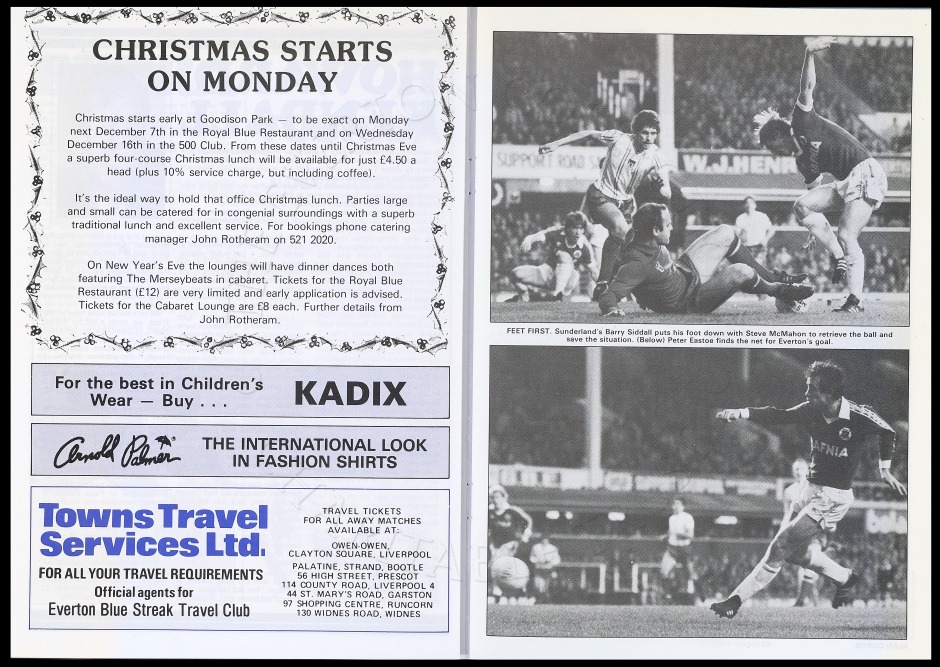 CHRISTMAS STARTS
ON MONDAY
Christmas starts early at Goodison Park — to be exact on Monday
next December 7th in the Royal Blue Restaurant and on Wednesday
December 16th in the 500 Club. From these dates until Christmas Eve
a superb four-course Christmas lunch will be available for just £4.50 a
head (plus 10% service charge, but including coffee).
It's the ideal way to hold that office Christmas lunch. Parties large
and small can be catered for in congenial surroundings with a superb
traditional lunch and excellent service. For bookings phone catering
manager John Rotheram on 521 2020.
On New Year's Eve the lounges will have dinner dances both
featuring The Merseybeats in cabaret. Tickets for the Royal Blue
Restaurant (£12) are very limited and early application is advised.
Tickets for the Cabaret Lounge are £8 each. Further details from
John Rotheram.
For the best in Children's
Wear — Buy . . .
KADIX
Arnold Palmer
THE INTERNATIONAL LOOK
IN FASHION SHIRTS
Towns Travel
Services Ltd.
FOR ALL YOUR TRAVEL REQUIREMENTS
Official agents for
Everton Blue Streak Travel Club
TRAVEL TICKETS
FOR ALL AWAY MATCHES
AVAILABLE AT:
OWEN-OWEN,
CLAYTON SQUARE, LIVERPOOL
PALATINE, STRAND, BOOTLE
56 HIGH STREET, PRESCOT
114 COUNTY ROAD, LIVERPOOL 4
44 ST. MARY'S ROAD, GARSTON
97 SHOPPING CENTRE, RUNCORN
130 WIDNES ROAD, WIDNES
SUPPORT ROAD
W.J.HENR
FEET FIRST. Sunderland's Barry Siddall puts his foot down with Steve McMahon to retrieve the ball and
save the situation. (Below) Peter Eastoe finds the net for Everton's goal.
AFNIA